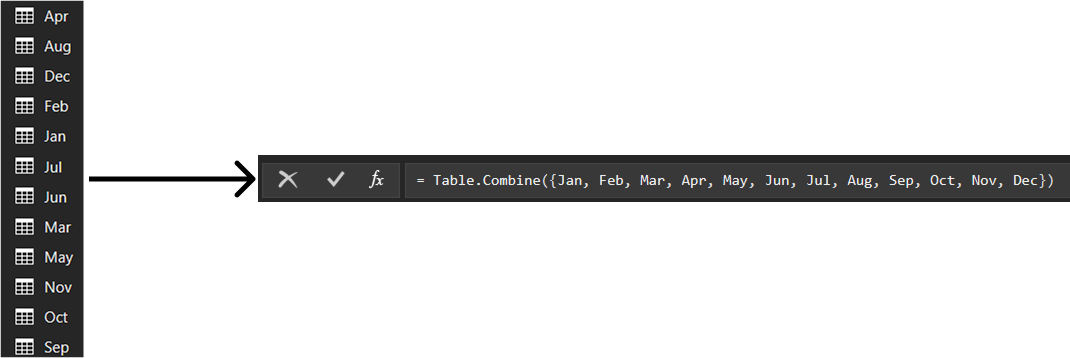 Apr
Aug
Dec
Feb
Jan
Jul
Jun
Mar
May
Nov
Oct
Sep
fx = Table.Combine({Jan, Feb, Mar, Apr, May, Jun, Jul, Aug, Sep, Oct, Nov, Dec})